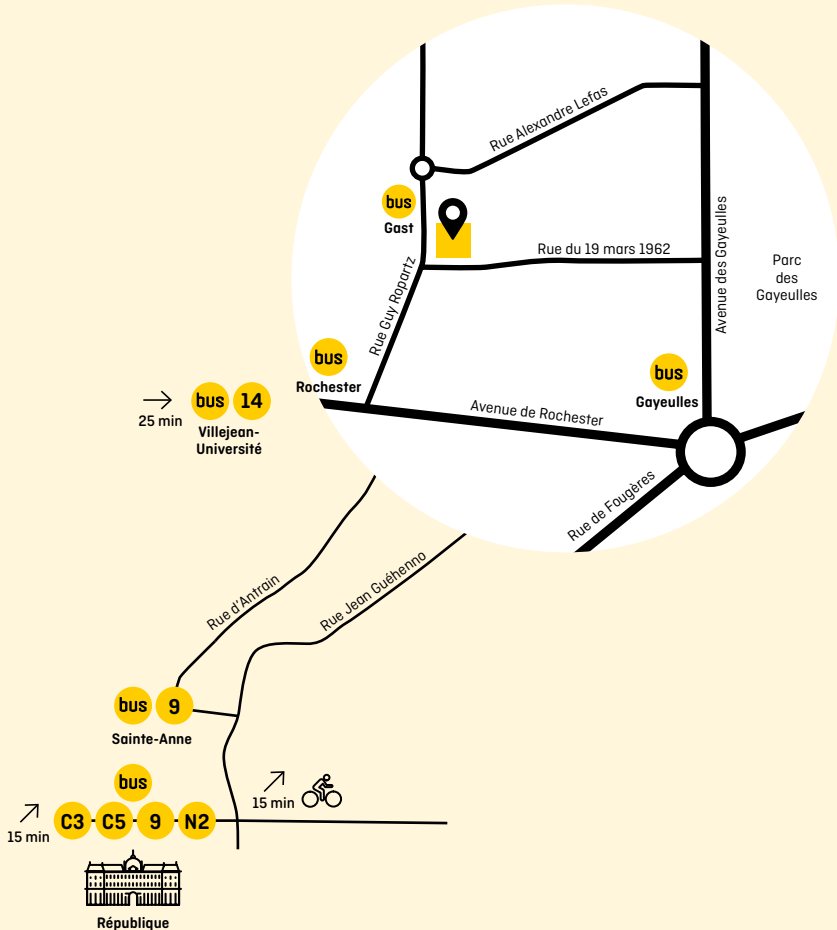 Rue Alexandre Lefas
bus
Gast
Rue du 19 mars 1962
Avenue des Gayeulles
Parc
des
Gayeulles
Rue Guy Ropartz
bus
Rochester
bus
Gayeulles
25 min
bus 14
Villejean-
Université
Avenue de Rochester
Rue de Fougères
Rue d'Antrain
Rue Jean Guéhenno
bus 9
Sainte-Anne
bus
15 min
15 min
C3 C5 9 N2
République